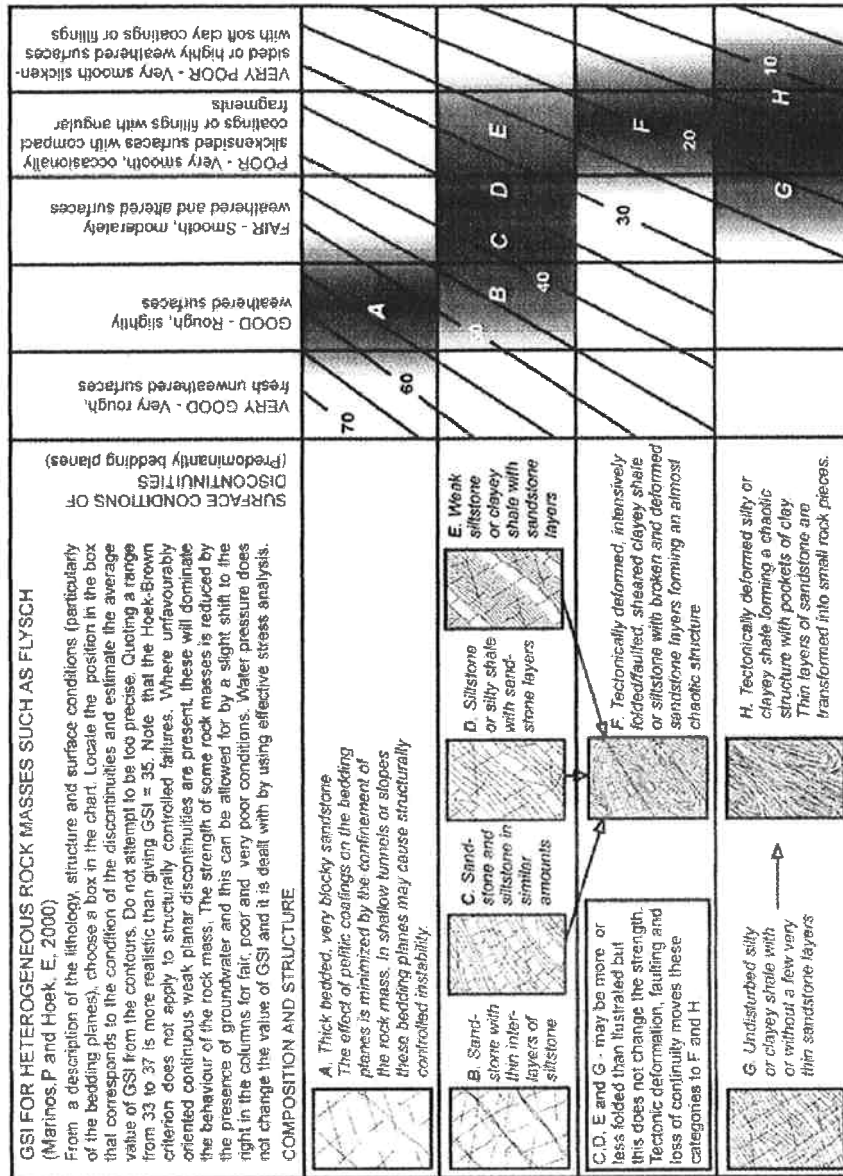 GSI FOR HETEROGENEOUS ROCK MASSES SUCH AS FLYSCH
(Marinos,P and Hoek, E, 2000)
From a description of the lithology, structure and surface conditions (particularly
of the bedding planes), choose a box in the chart. Locate the position in the box
that corresponds to the condition of the discontinuities and estimate the average
value of GSI from the contours. Do not attempt to be too precise. Quoting a range
from 33 to 37 is more realistic than giving GSI = 35. Note that the Hoek-Brown
criterion does not apply to structurally controlled failures. Where unfavourably
oriented continuous weak planar discontinuities are present, these will dominate
the behaviour of the rock mass. The strength of some rock masses is reduced by
the presence of groundwater and this can be allowed for by a slight shift to the
right in the columns for fair, poor and very poor conditions. Water pressure does
not change the value of GSI and it is dealt with by using effective stress analysis.
COMPOSITION AND STRUCTURE
SURFACE CONDITIONS OF
DISCONTINUITIES
(Predominantly bedding planes)
VERY GOOD - Very rough,
fresh unweathered surfaces
GOOD - Rough, slightly
weathered surfaces
FAIR - Smooth, moderately
weathered and altered surfaces
POOR - Very smooth, occasionally
slickensided surfaces with compact
coatings or fillings with angular
fragments
VERY POOR - Very smooth slicken-
sided or highly weathered surfaces
with soft clay coatings or fillings
A. Thick bedded, very blocky sandstone
The effect of pelitic coatings on the bedding
planes is minimized by the confinement of
the rock mass. In shallow tunnels or slopes
these bedding planes may cause structurally
controlled instability.
70
60
A
B. Sand-
stone with
thin inter-
layers of
siltstone
C. Sand-
stone and
siltstone in
similar
amounts
D. Siltstone
or silty shale
with sand-
stone layers
E. Weak
siltstone
or clayey
shale with
sandstone
layers
50
B
40
C
D
E
C,D, E and G - may be more or
less folded than illustrated but
this does not change the strength.
Tectonic deformation, faulting and
loss of continuity moves these
categories to F and H
F. Tectonically deformed, intensively
folded/faulted, sheared clayey shale
or siltstone with broken and deformed
sandstone layers forming an almost
chaotic structure
30
20
F
G. Undisturbed silty
or clayey shale with
or without a few very
thin sandstone layers
H. Tectonically deformed silty or
clayey shale forming a chaotic
structure with pockets of clay.
Thin layers of sandstone are
transformed into small rock pieces.
G
H
10